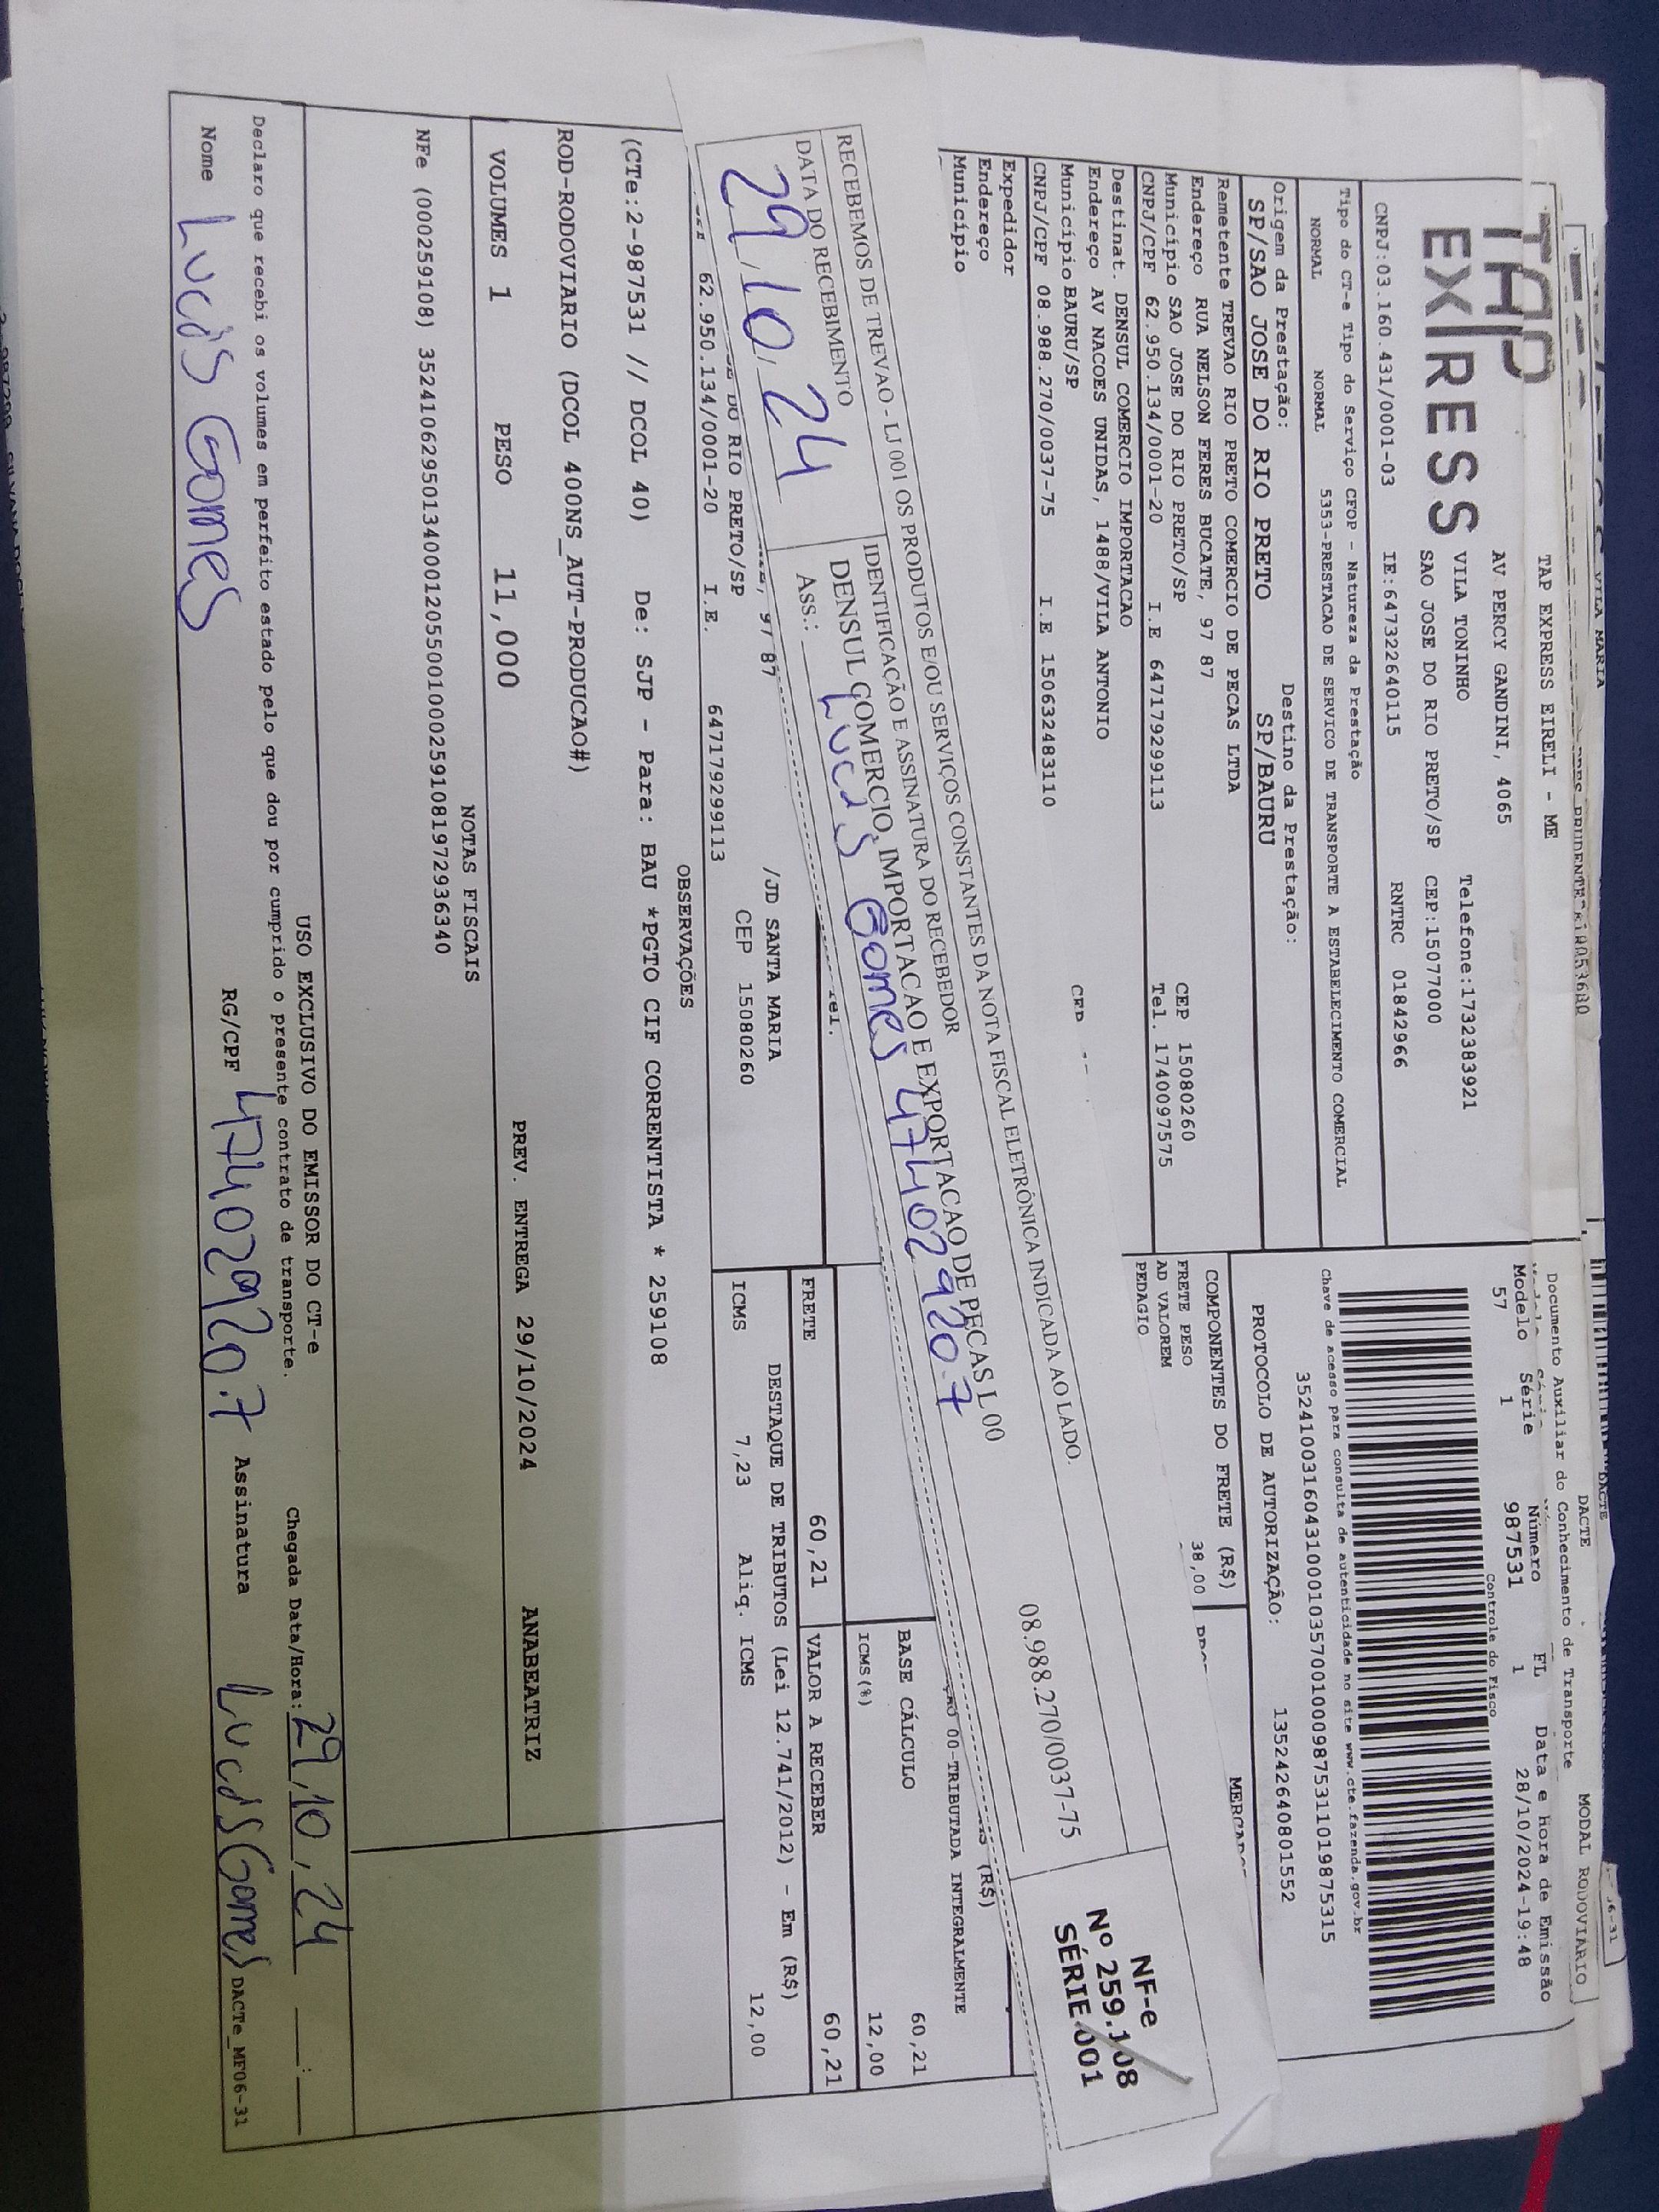 TAP EXPRESS EIRELI - ME
TAP
EXPRESS
AV PERCY GANDINI, 4065
VILA TONINHO Telefone:1732383921
SAO JOSE DO RIO PRETO/SP CEP:15077000
CNPJ:03.160.431/0001-03 IE:647322640115 RNTRC 01842966
Tipo do CT-e Tipo do Serviço CFOP - Natureza da Prestação
NORMAL NORMAL 5353-PRESTACAO DE SERVICO DE TRANSPORTE A ESTABELECIMENTO COMERCIAL
Origem da Prestação: Destino da Prestação:
SP/SAO JOSE DO RIO PRETO SP/BAURU
Remetente TREVAO RIO PRETO COMERCIO DE PECAS LTDA
Endereço RUA NELSON FERES BUCATE, 97 87
Município SAO JOSE DO RIO PRETO/SP CEP 15080260
CNPJ/CPF 62.950.134/0001-20 I.E 647179299113 Tel. 1740097575
Destinat. DENSUL COMERCIO IMPORTACAO
Endereço AV NACOES UNIDAS, 1488/VILA ANTONIO
Município BAURU/SP CEP
CNPJ/CPF 08.988.270/0037-75 I.E 150632483110
Expedidor
Endereço
Município
DACTE MODAL RODOVIÁRIO
Documento Auxiliar do Conhecimento de Transporte
Modelo Série Número FL Data e Hora de Emissão
57 1 987531 1 28/10/2024-19:48
Controle do Fisco
Chave de acesso para consulta de autenticidade no site www.cte.fazenda.gov.br
35241003160431000103570010009875311019875315
PROTOCOLO DE AUTORIZAÇÃO: 135242640801552
COMPONENTES DO FRETE (R$)
FRETE PESO 38,00
AD VALOREM
PEDAGIO
RECEBEMOS DE TREVAO - LJ 001 OS PRODUTOS E/OU SERVIÇOS CONSTANTES DA NOTA FISCAL ELETRÔNICA INDICADA AO LADO.
DATA DO RECEBIMENTO
29/10/24
IDENTIFICAÇÃO E ASSINATURA DO RECEBEDOR
DENSUL COMERCIO, IMPORTACAO E EXPORTACAO DE PECAS L 00 08.988.270/0037-75
ASS.: Lucas Gomes 47402920.7
NF-e
Nº 259.108
SÉRIE 001
00-TRIBUTADA INTEGRALMENTE
BASE CÁLCULO 60,21
ICMS(%) 12,00
FRETE 60,21 VALOR A RECEBER 60,21
DO RIO PRETO/SP /JD SANTA MARIA
CEP 15080260
62.950.134/0001-20 I.E. 647179299113
DESTAQUE DE TRIBUTOS (Lei 12.741/2012) - Em (R$)
ICMS 7,23 Aliq. ICMS 12,00
OBSERVAÇÕES
(CTe:2-987531 // DCOL 40) De: SJP - Para: BAU *PGTO CIF CORRENTISTA * 259108
ROD-RODOVIARIO (DCOL 400NS_AUT-PRODUCAO#)
VOLUMES 1 PESO 11,000 PREV. ENTREGA 29/10/2024 ANABEATRIZ
NOTAS FISCAIS
NFe (000259108) 35241062950134000120550010002591081972936340
USO EXCLUSIVO DO EMISSOR DO CT-e
Declaro que recebi os volumes em perfeito estado pelo que dou por cumprido o presente contrato de transporte. Chegada Data/Hora: 29/10/24 __:__
Nome Lucas Gomes RG/CPF 47402920.7 Assinatura Lucas Gomes DACTe_MF06-31